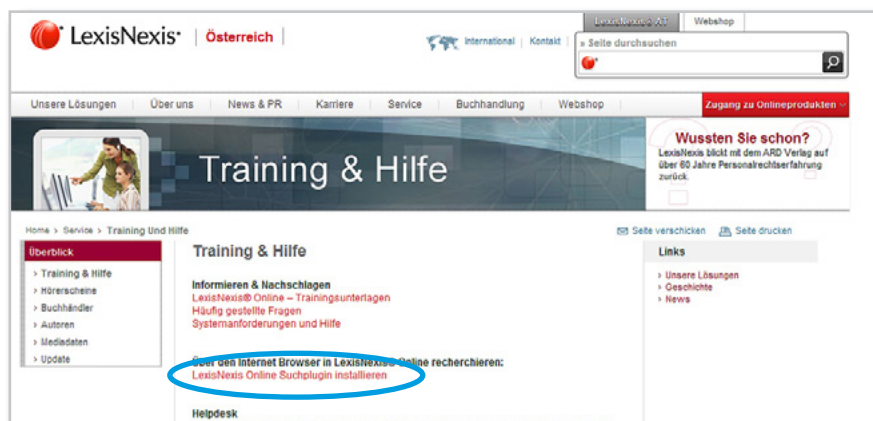 LexisNexis® AT
Webshop
LexisNexis®
Österreich
International
Kontakt
» Seite durchsuchen
Unsere Lösungen
Über uns
News & PR
Karriere
Service
Buchhandlung
Webshop
Zugang zu Onlineprodukten
Training & Hilfe
Wussten Sie schon?
LexisNexis blickt mit dem ARD Verlag auf
über 60 Jahre Personalrechtserfahrung
zurück.
Home > Service > Training Und Hilfe
Seite verschicken
Seite drucken
Überblick
> Training & Hilfe
> Hörerscheine
> Buchhändler
> Autoren
> Mediadaten
> Update
Training & Hilfe
Informieren & Nachschlagen
LexisNexis® Online – Trainingsunterlagen
Häufig gestellte Fragen
Systemanforderungen und Hilfe
Über den Internet Browser in LexisNexis® Online recherchieren:
LexisNexis Online Suchplugin installieren
Helpdesk
Links
> Unsere Lösungen
> Geschichte
> News